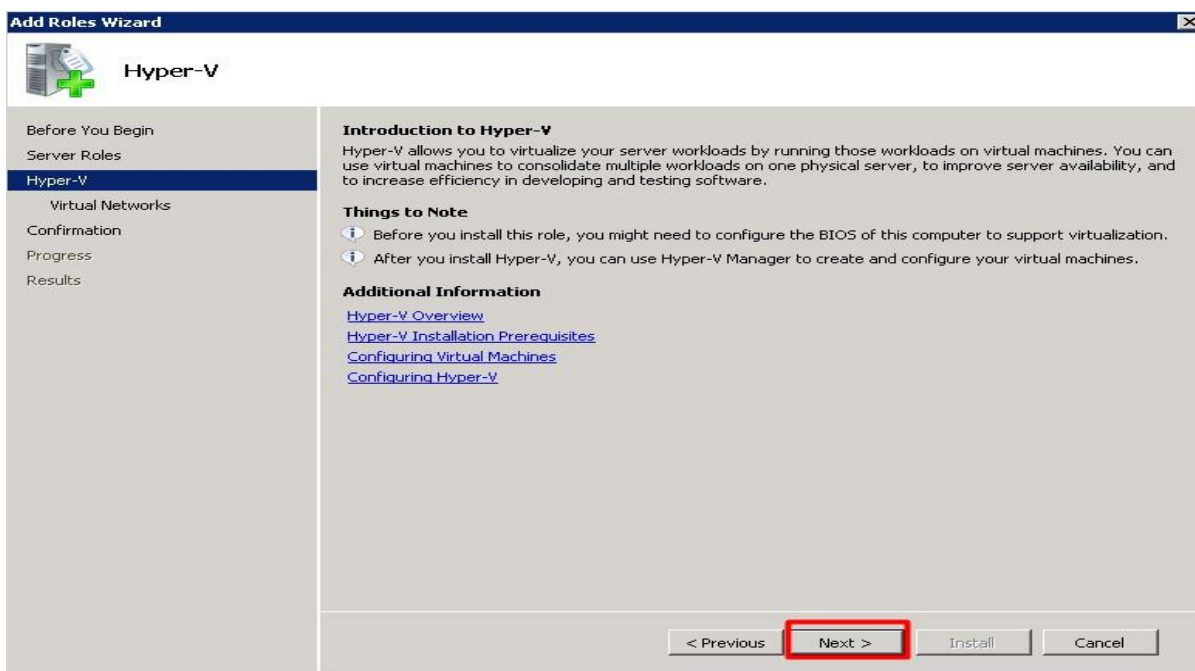 Add Roles Wizard
Hyper-V
Before You Begin
Server Roles
Hyper-V
Virtual Networks
Confirmation
Progress
Results
Introduction to Hyper-V
Hyper-V allows you to virtualize your server workloads by running those workloads on virtual machines. You can
use virtual machines to consolidate multiple workloads on one physical server, to improve server availability, and
to increase efficiency in developing and testing software.
Things to Note
Before you install this role, you might need to configure the BIOS of this computer to support virtualization.
After you install Hyper-V, you can use Hyper-V Manager to create and configure your virtual machines.
Additional Information
Hyper-V Overview
Hyper-V Installation Prerequisites
Configuring Virtual Machines
Configuring Hyper-V
< Previous
Next >
Install
Cancel